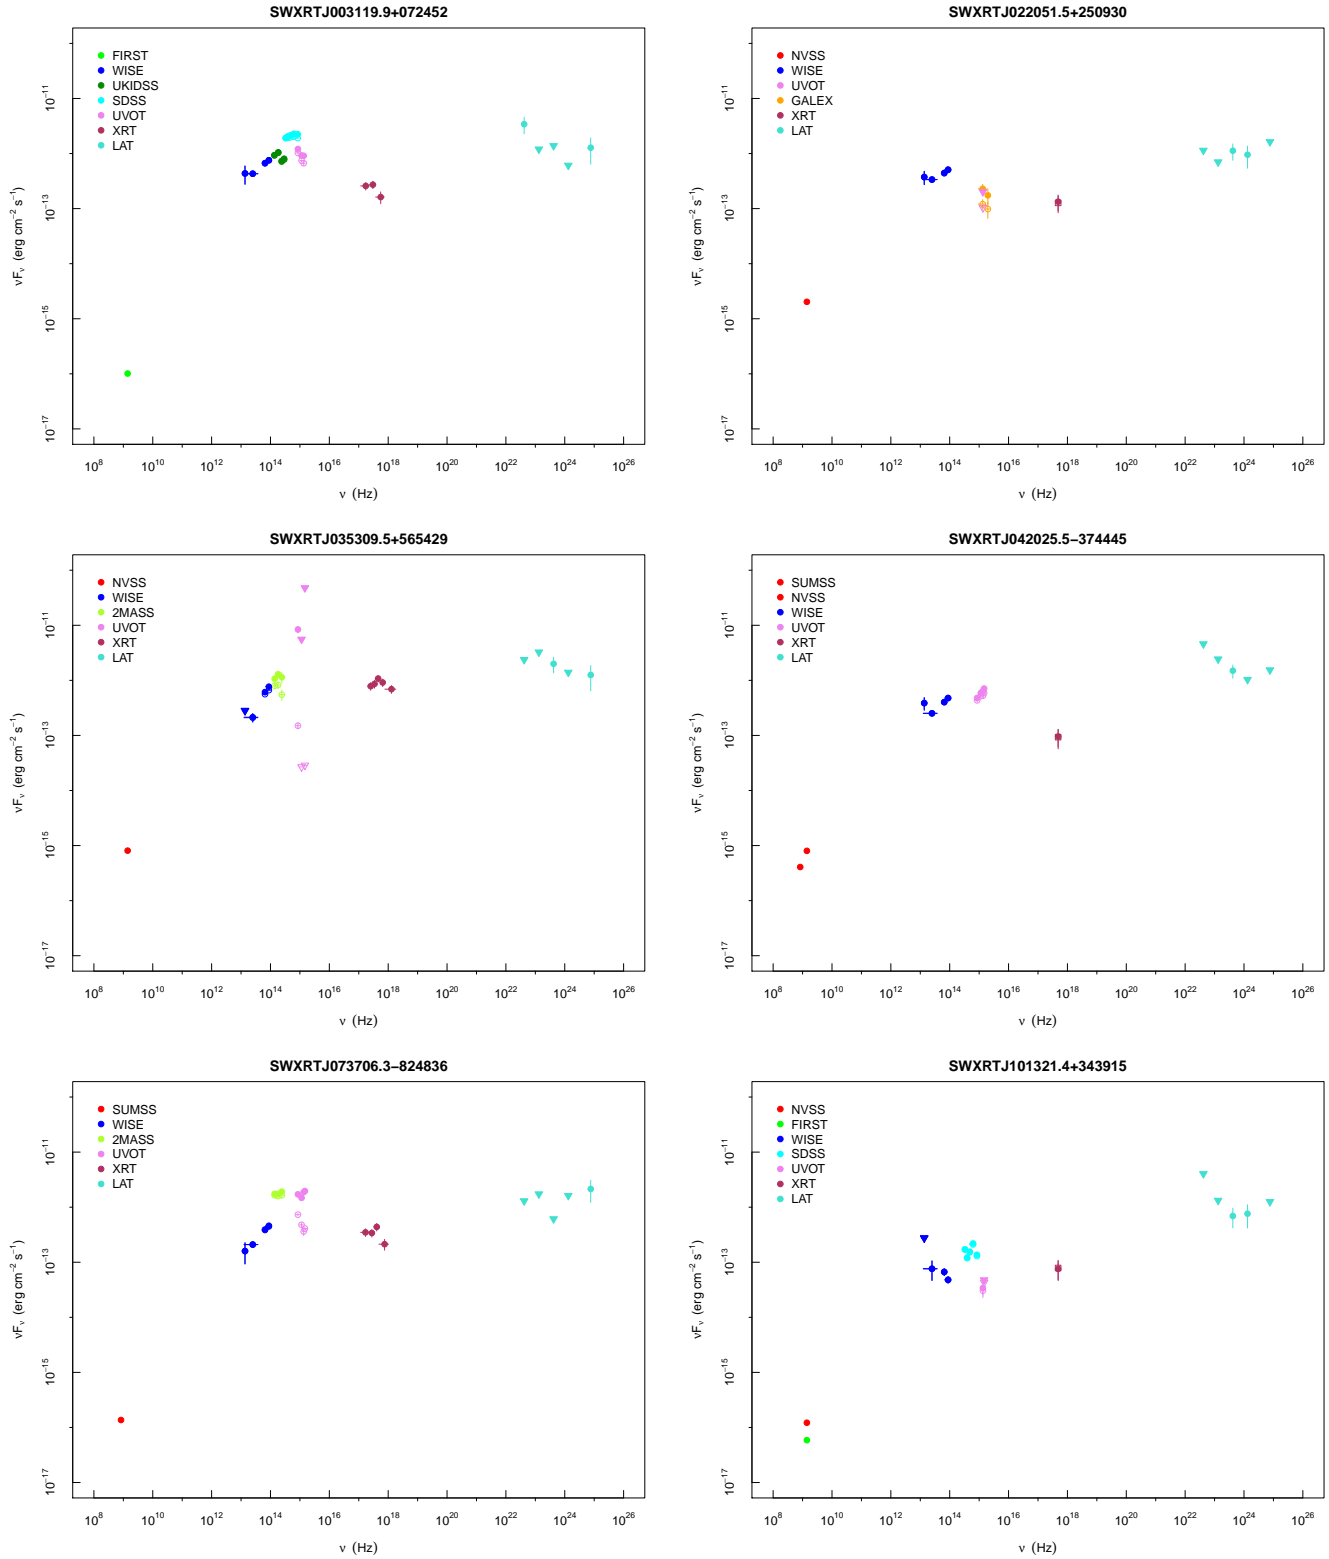 SWXRTJ003119.9+072452
FIRST
WISE
UKIDSS
SDSS
UVOT
XRT
LAT
10⁻¹¹
10⁻¹³
10⁻¹⁵
10⁻¹⁷
νFν (erg cm⁻² s⁻¹)
10⁸ 10¹⁰ 10¹² 10¹⁴ 10¹⁶ 10¹⁸ 10²⁰ 10²² 10²⁴ 10²⁶
ν (Hz)
SWXRTJ022051.5+250930
NVSS
WISE
UVOT
GALEX
XRT
LAT
10⁻¹¹
10⁻¹³
10⁻¹⁵
10⁻¹⁷
νFν (erg cm⁻² s⁻¹)
10⁸ 10¹⁰ 10¹² 10¹⁴ 10¹⁶ 10¹⁸ 10²⁰ 10²² 10²⁴ 10²⁶
ν (Hz)
SWXRTJ035309.5+565429
NVSS
WISE
2MASS
UVOT
XRT
LAT
10⁻¹¹
10⁻¹³
10⁻¹⁵
10⁻¹⁷
νFν (erg cm⁻² s⁻¹)
10⁸ 10¹⁰ 10¹² 10¹⁴ 10¹⁶ 10¹⁸ 10²⁰ 10²² 10²⁴ 10²⁶
ν (Hz)
SWXRTJ042025.5−374445
SUMSS
NVSS
WISE
UVOT
XRT
LAT
10⁻¹¹
10⁻¹³
10⁻¹⁵
10⁻¹⁷
νFν (erg cm⁻² s⁻¹)
10⁸ 10¹⁰ 10¹² 10¹⁴ 10¹⁶ 10¹⁸ 10²⁰ 10²² 10²⁴ 10²⁶
ν (Hz)
SWXRTJ073706.3−824836
SUMSS
WISE
2MASS
UVOT
XRT
LAT
10⁻¹¹
10⁻¹³
10⁻¹⁵
10⁻¹⁷
νFν (erg cm⁻² s⁻¹)
10⁸ 10¹⁰ 10¹² 10¹⁴ 10¹⁶ 10¹⁸ 10²⁰ 10²² 10²⁴ 10²⁶
ν (Hz)
SWXRTJ101321.4+343915
NVSS
FIRST
WISE
SDSS
UVOT
XRT
LAT
10⁻¹¹
10⁻¹³
10⁻¹⁵
10⁻¹⁷
νFν (erg cm⁻² s⁻¹)
10⁸ 10¹⁰ 10¹² 10¹⁴ 10¹⁶ 10¹⁸ 10²⁰ 10²² 10²⁴ 10²⁶
ν (Hz)